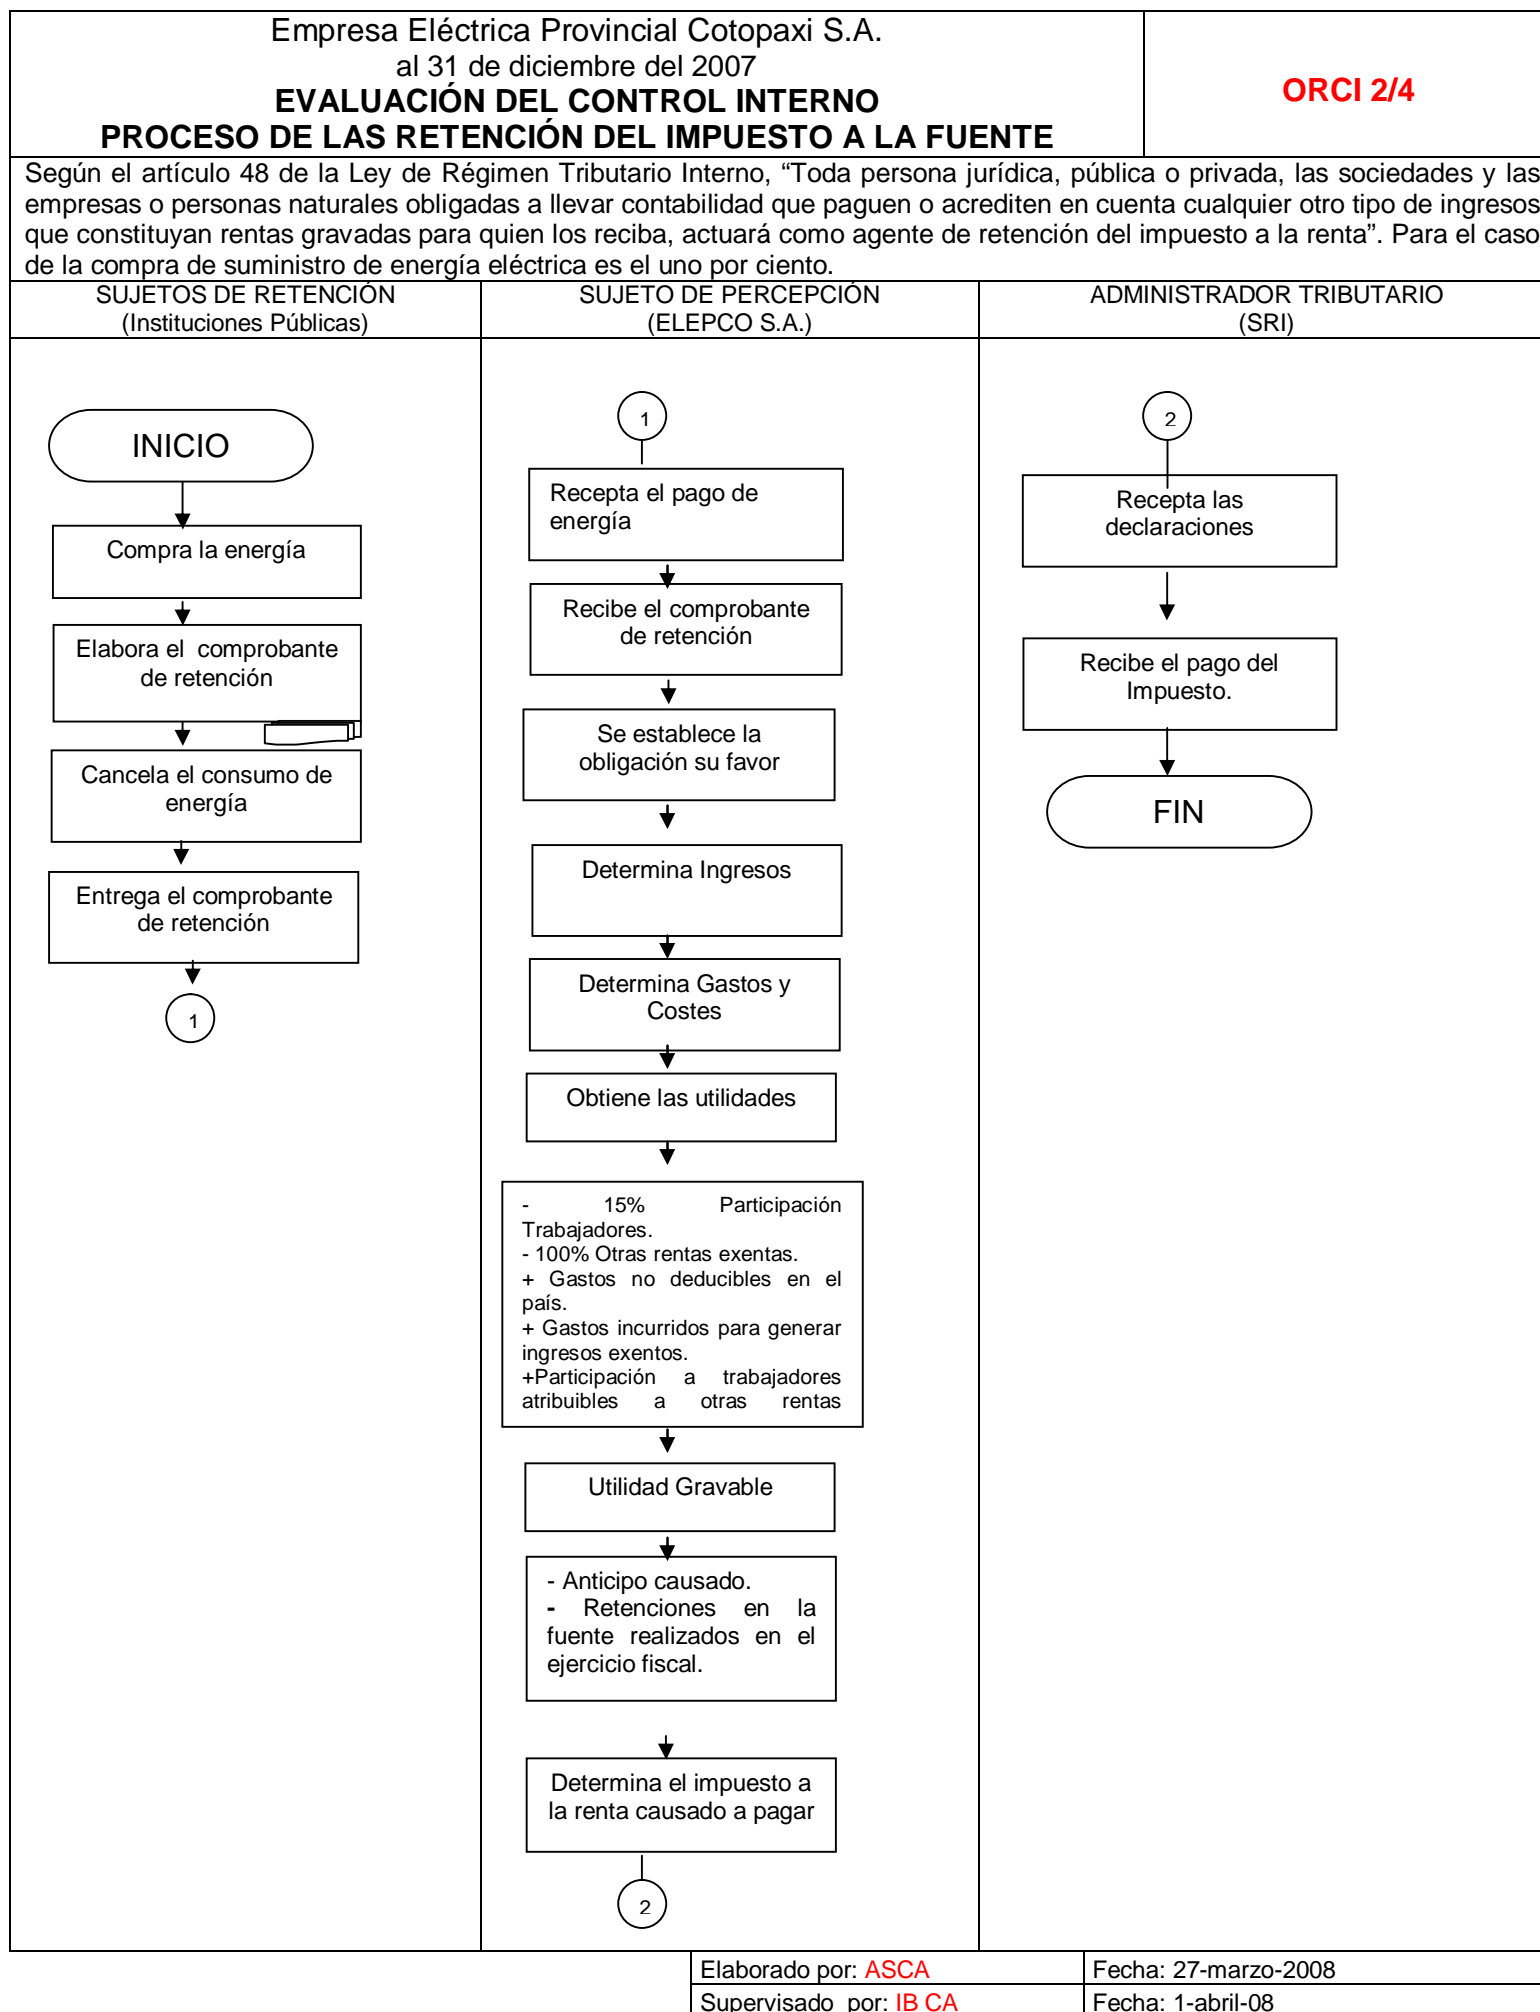 Empresa Eléctrica Provincial Cotopaxi S.A.
al 31 de diciembre del 2007
EVALUACIÓN DEL CONTROL INTERNO
PROCESO DE LAS RETENCIÓN DEL IMPUESTO A LA FUENTE
ORCI 2/4
Según el artículo 48 de la Ley de Régimen Tributario Interno, “Toda persona jurídica, pública o privada, las sociedades y las
empresas o personas naturales obligadas a llevar contabilidad que paguen o acrediten en cuenta cualquier otro tipo de ingresos
que constituyan rentas gravadas para quien los reciba, actuará como agente de retención del impuesto a la renta”. Para el caso
de la compra de suministro de energía eléctrica es el uno por ciento.
SUJETOS DE RETENCIÓN
(Instituciones Públicas)
SUJETO DE PERCEPCIÓN
(ELEPCO S.A.)
ADMINISTRADOR TRIBUTARIO
(SRI)
INICIO
Compra la energía
Elabora el  comprobante
de retención
Cancela el consumo de
energía
Entrega el comprobante
de retención
1
1
Recepta el pago de
energía
Recibe el comprobante
de retención
Se establece la
obligación su favor
Determina Ingresos
Determina Gastos y
Costes
Obtiene las utilidades
- 15% Participación
Trabajadores.
- 100% Otras rentas exentas.
+ Gastos no deducibles en el
país.
+ Gastos incurridos para generar
ingresos exentos.
+Participación a trabajadores
atribuibles a otras rentas
Utilidad Gravable
- Anticipo causado.
- Retenciones en la
fuente realizados en el
ejercicio fiscal.
Determina el impuesto a
la renta causado a pagar
2
2
Recepta las
declaraciones
Recibe el pago del
Impuesto.
FIN
Elaborado por: ASCA
Fecha: 27-marzo-2008
Supervisado  por: IB CA
Fecha: 1-abril-08